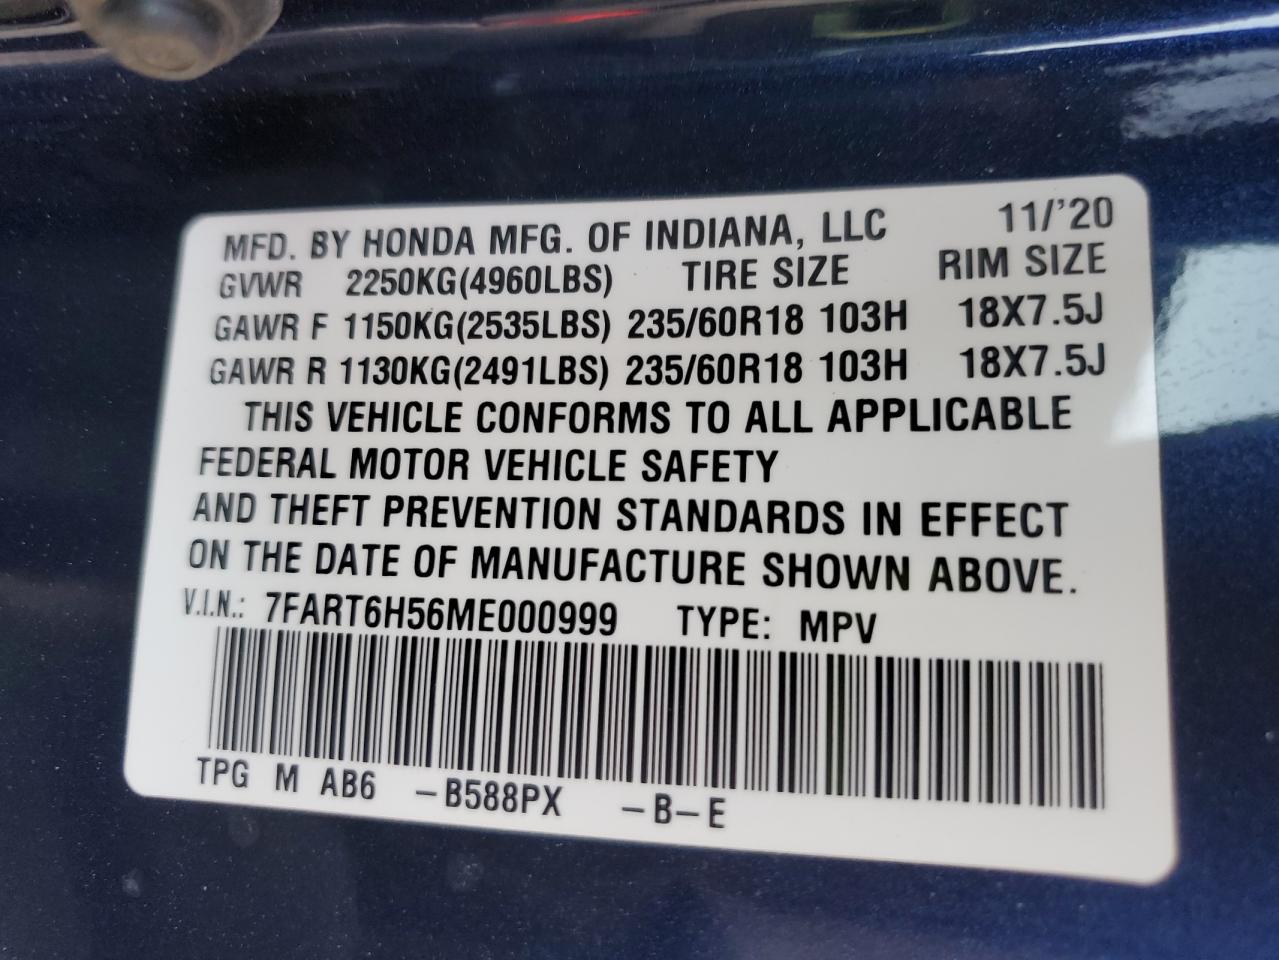 MFD. BY HONDA MFG. OF INDIANA, LLC 11/'20
GVWR 2250KG(4960LBS) TIRE SIZE RIM SIZE
GAWR F 1150KG(2535LBS) 235/60R18 103H 18X7.5J
GAWR R 1130KG(2491LBS) 235/60R18 103H 18X7.5J
THIS VEHICLE CONFORMS TO ALL APPLICABLE
FEDERAL MOTOR VEHICLE SAFETY
AND THEFT PREVENTION STANDARDS IN EFFECT
ON THE DATE OF MANUFACTURE SHOWN ABOVE.
V.I.N.: 7FART6H56ME000999 TYPE: MPV
TPG M AB6 -B588PX -B-E